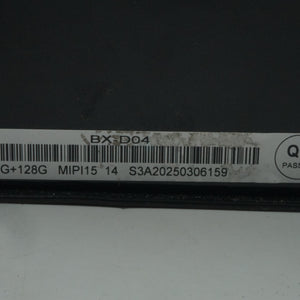 BX-D04
G+128G MIPI15 14 S3A20250306159
Q
PASS